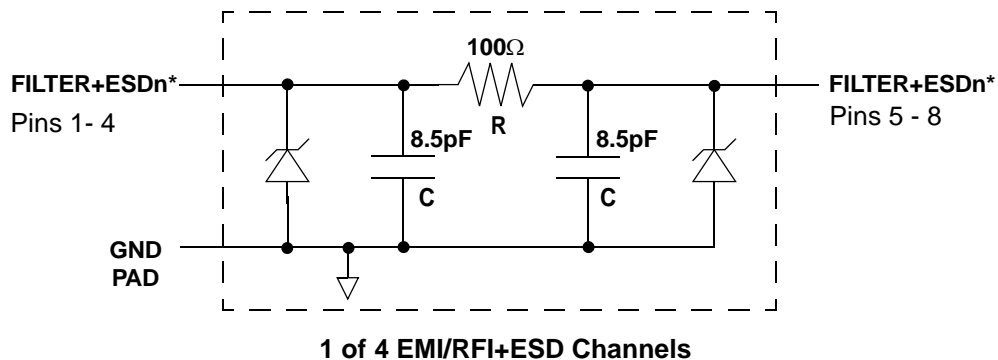 100Ω
FILTER+ESDn*
FILTER+ESDn*
Pins 1- 4
Pins 5 - 8
R
8.5pF
8.5pF
C
C
GND
PAD
1 of 4 EMI/RFI+ESD Channels